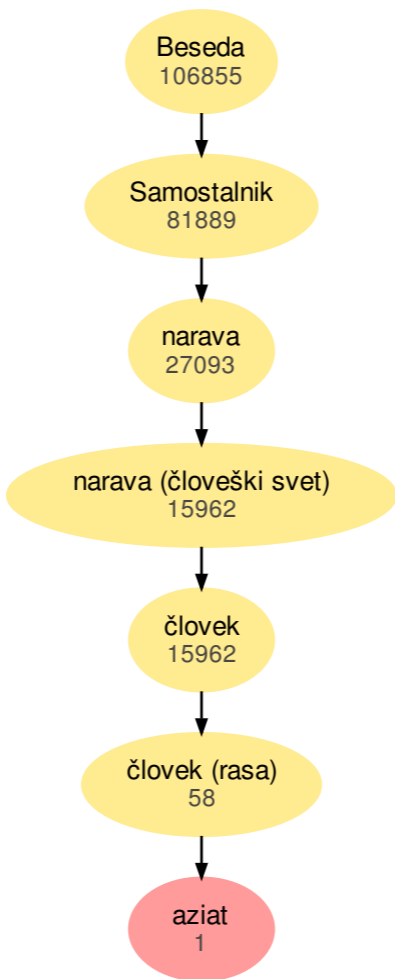 Beseda
106855
Samostalnik
81889
narava
27093
narava (človeški svet)
15962
človek
15962
človek (rasa)
58
aziat
1